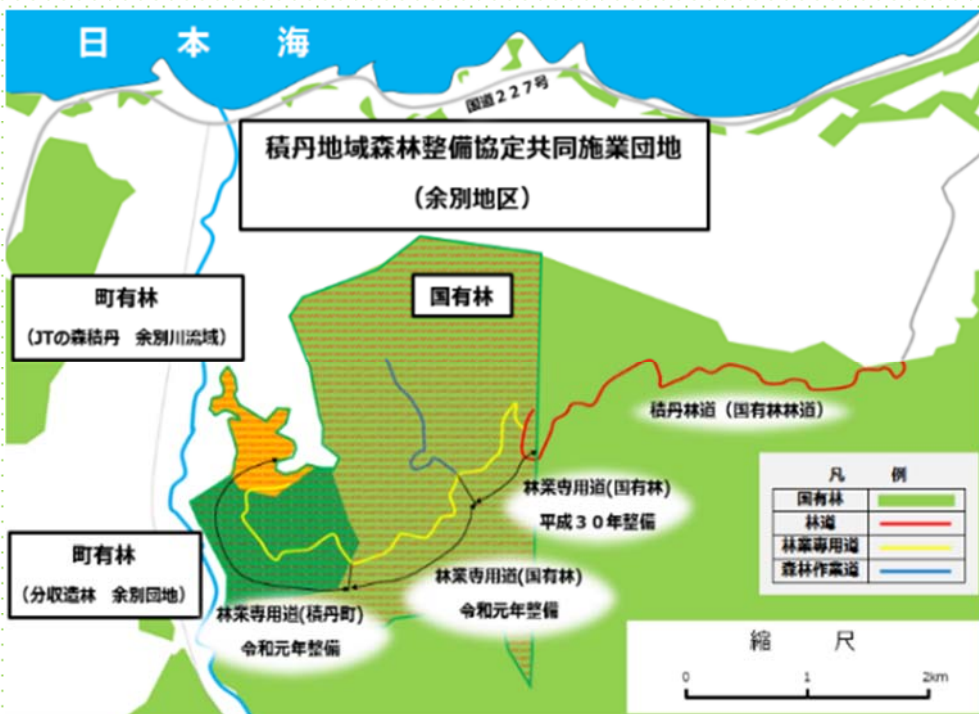 日本海
国道227号
積丹地域森林整備協定共同施業団地
（余別地区）
町有林
（JTの森積丹　余別川流域）
国有林
積丹林道（国有林林道）
林業専用道(国有林)
平成３０年整備
町有林
（分収造林　余別団地）
林業専用道(国有林)
令和元年整備
林業専用道(積丹町)
令和元年整備
凡例
国有林
林道
林業専用道
森林作業道
縮尺
0 1 2km